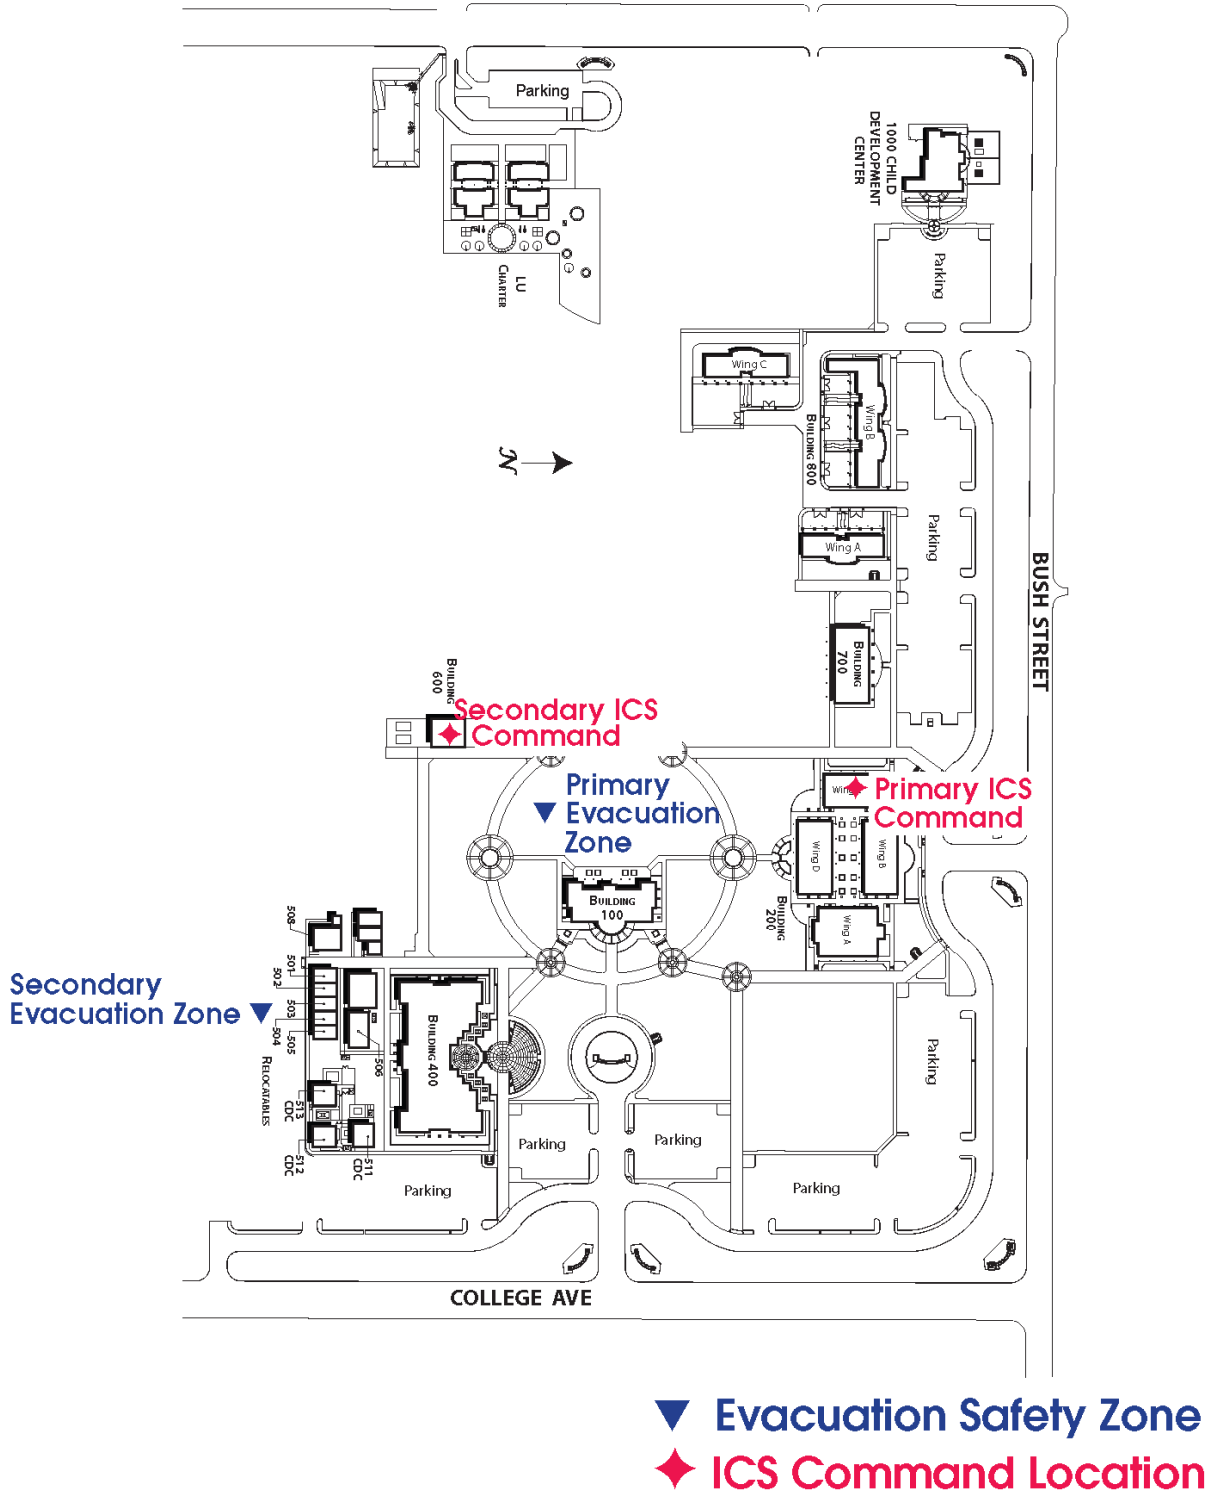 Parking
1000 CHILD
DEVELOPMENT
CENTER
Parking
LU
CHARTER
Wing C
Wing B
BUILDING 800
N
Parking
Wing A
BUSH STREET
BUILDING
700
BUILDING
600
Secondary ICS
Command
Primary
Evacuation
Zone
Wing
Primary ICS
Command
Wing D
Wing B
BUILDING
100
BUILDING
200
Wing A
508
501
502
503
504
505
506
Secondary
Evacuation Zone
BUILDING 400
RELOCATABLES
513
CDC
512
CDC
511
CDC
Parking
Parking
Parking
Parking
Parking
COLLEGE AVE
Evacuation Safety Zone
ICS Command Location